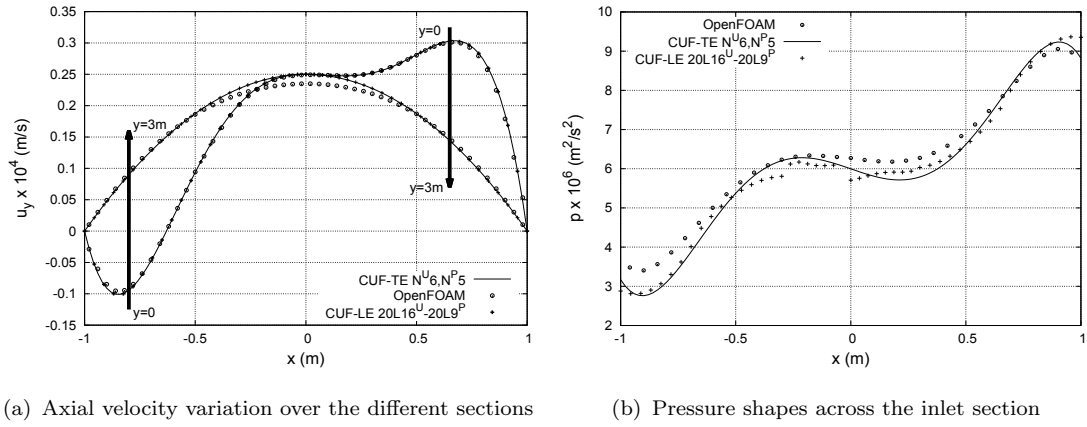 0.35
0.3
0.25
0.2
0.15
0.1
0.05
0
-0.05
-0.1
-0.15
u_y x 10^4 (m/s)
y=0
y=3m
y=3m
y=0
CUF-TE N^U6,N^P5
OpenFOAM
CUF-LE 20L16^U-20L9^P
-1
-0.5
0
0.5
1
x (m)
10
9
8
7
6
5
4
3
2
p x 10^6 (m^2/s^2)
OpenFOAM
CUF-TE N^U6,N^P5
CUF-LE 20L16^U-20L9^P
-1
-0.5
0
0.5
1
x (m)
(a) Axial velocity variation over the different sections
(b) Pressure shapes across the inlet section